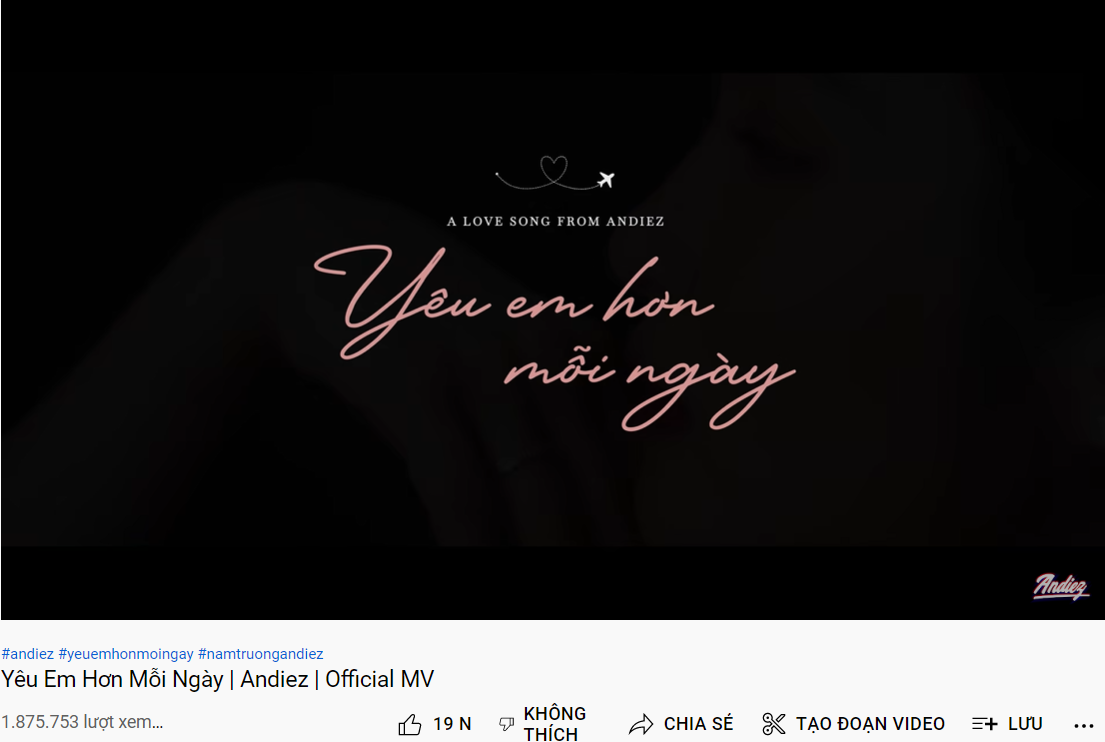 A LOVE SONG FROM ANDIEZ
Yêu em hơn
mỗi ngày
Andiez
#andiez #yeuemhonmoingay #namtruongandiez
Yêu Em Hơn Mỗi Ngày | Andiez | Official MV
1.875.753 lượt xem... 19 N KHÔNG THÍCH CHIA SẺ TẠO ĐOẠN VIDEO LƯU ...